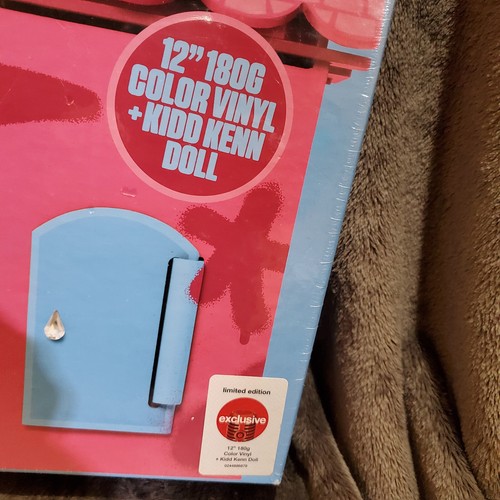 12" 180G
COLOR VINYL
+ KIDD KENN
DOLL
limited edition
exclusive
12" 180g
Color Vinyl
+ Kidd Kenn Doll